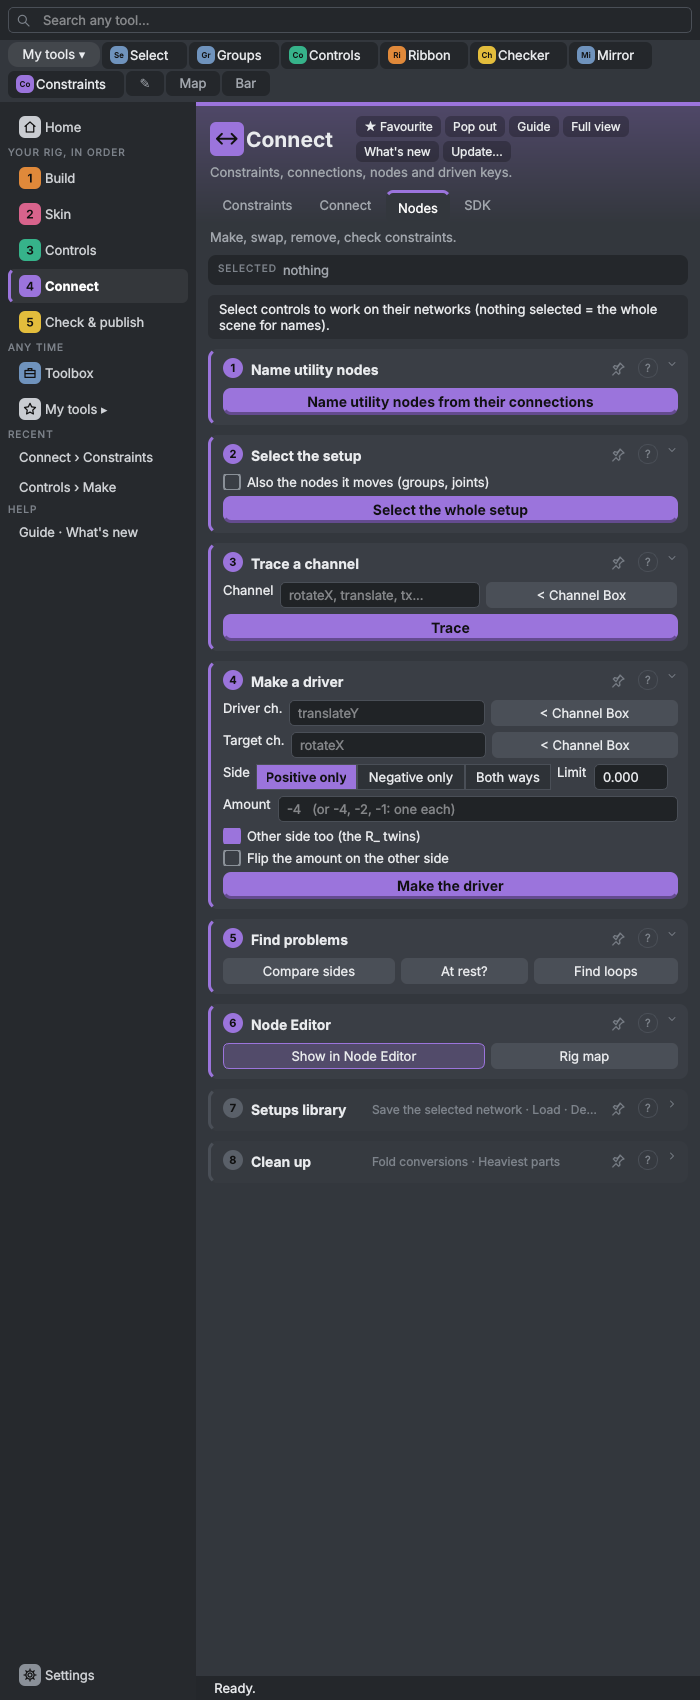 Search any tool...
My tools ▾ Se Select Gr Groups Co Controls Ri Ribbon Ch Checker Mi Mirror
Co Constraints ✎ Map Bar
Home
YOUR RIG, IN ORDER
1 Build
2 Skin
3 Controls
4 Connect
5 Check & publish
ANY TIME
Toolbox
My tools ▸
RECENT
Connect › Constraints
Controls › Make
HELP
Guide · What's new
Settings
Connect
★ Favourite Pop out Guide Full view
What's new Update...
Constraints, connections, nodes and driven keys.
Constraints Connect Nodes SDK
Make, swap, remove, check constraints.
SELECTED nothing
Select controls to work on their networks (nothing selected = the whole
scene for names).
1 Name utility nodes ?
Name utility nodes from their connections
2 Select the setup ?
Also the nodes it moves (groups, joints)
Select the whole setup
3 Trace a channel ?
Channel rotateX, translate, tx... < Channel Box
Trace
4 Make a driver ?
Driver ch. translateY < Channel Box
Target ch. rotateX < Channel Box
Side Positive only Negative only Both ways Limit 0.000
Amount -4 (or -4, -2, -1: one each)
Other side too (the R_ twins)
Flip the amount on the other side
Make the driver
5 Find problems ?
Compare sides At rest? Find loops
6 Node Editor ?
Show in Node Editor Rig map
7 Setups library Save the selected network · Load · De... ?
8 Clean up Fold conversions · Heaviest parts ?
Ready.